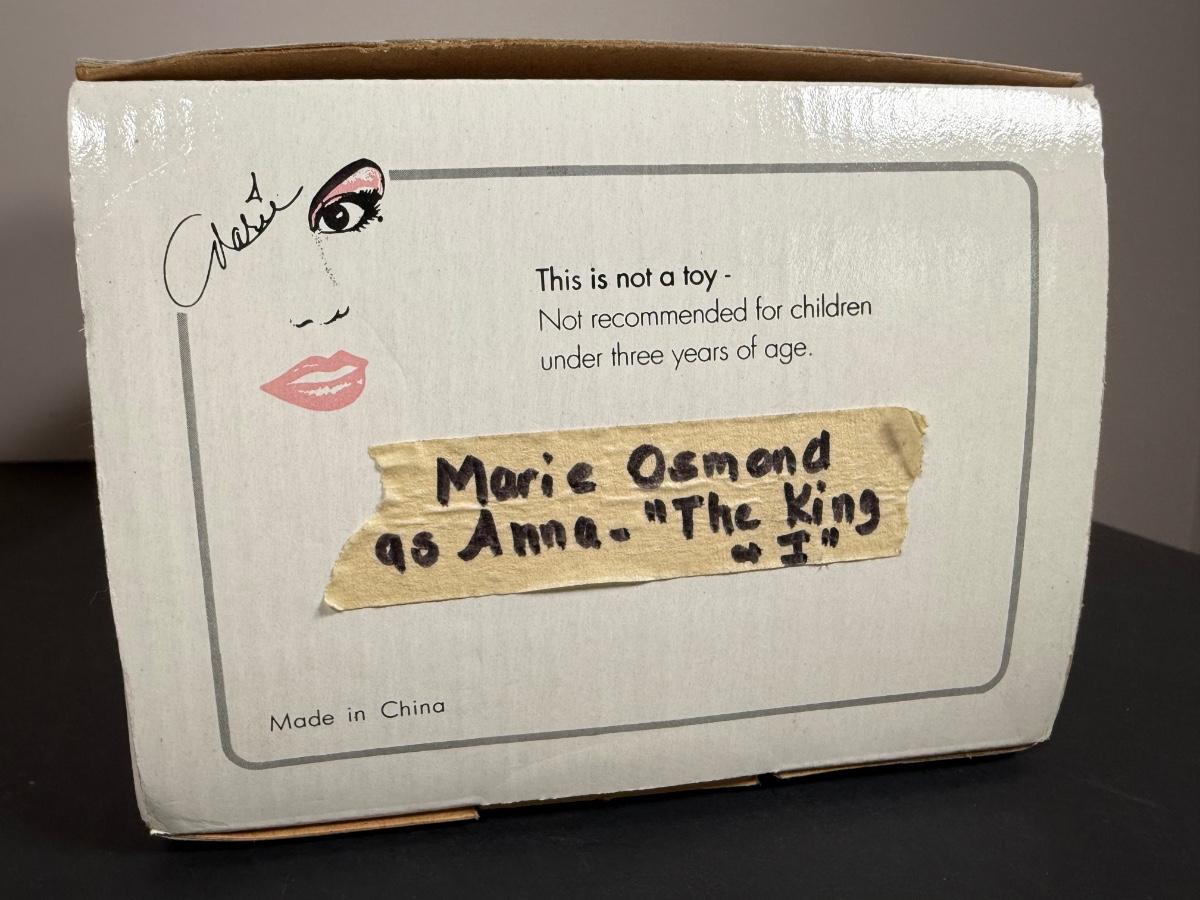 Marie
This is not a toy -
Not recommended for children
under three years of age.
Marie Osmond
as Anna- "The King
& I"
Made in China